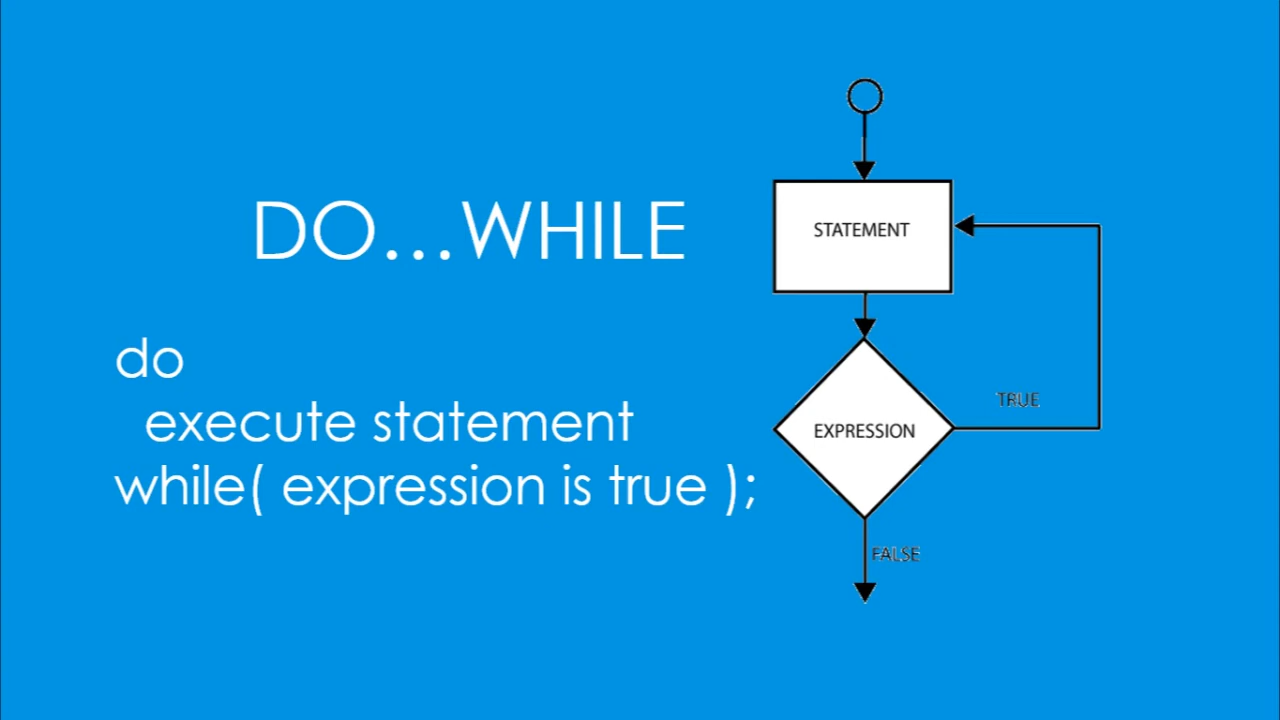 DO...WHILE
do
execute statement
while( expression is true );
STATEMENT
TRUE
EXPRESSION
FALSE